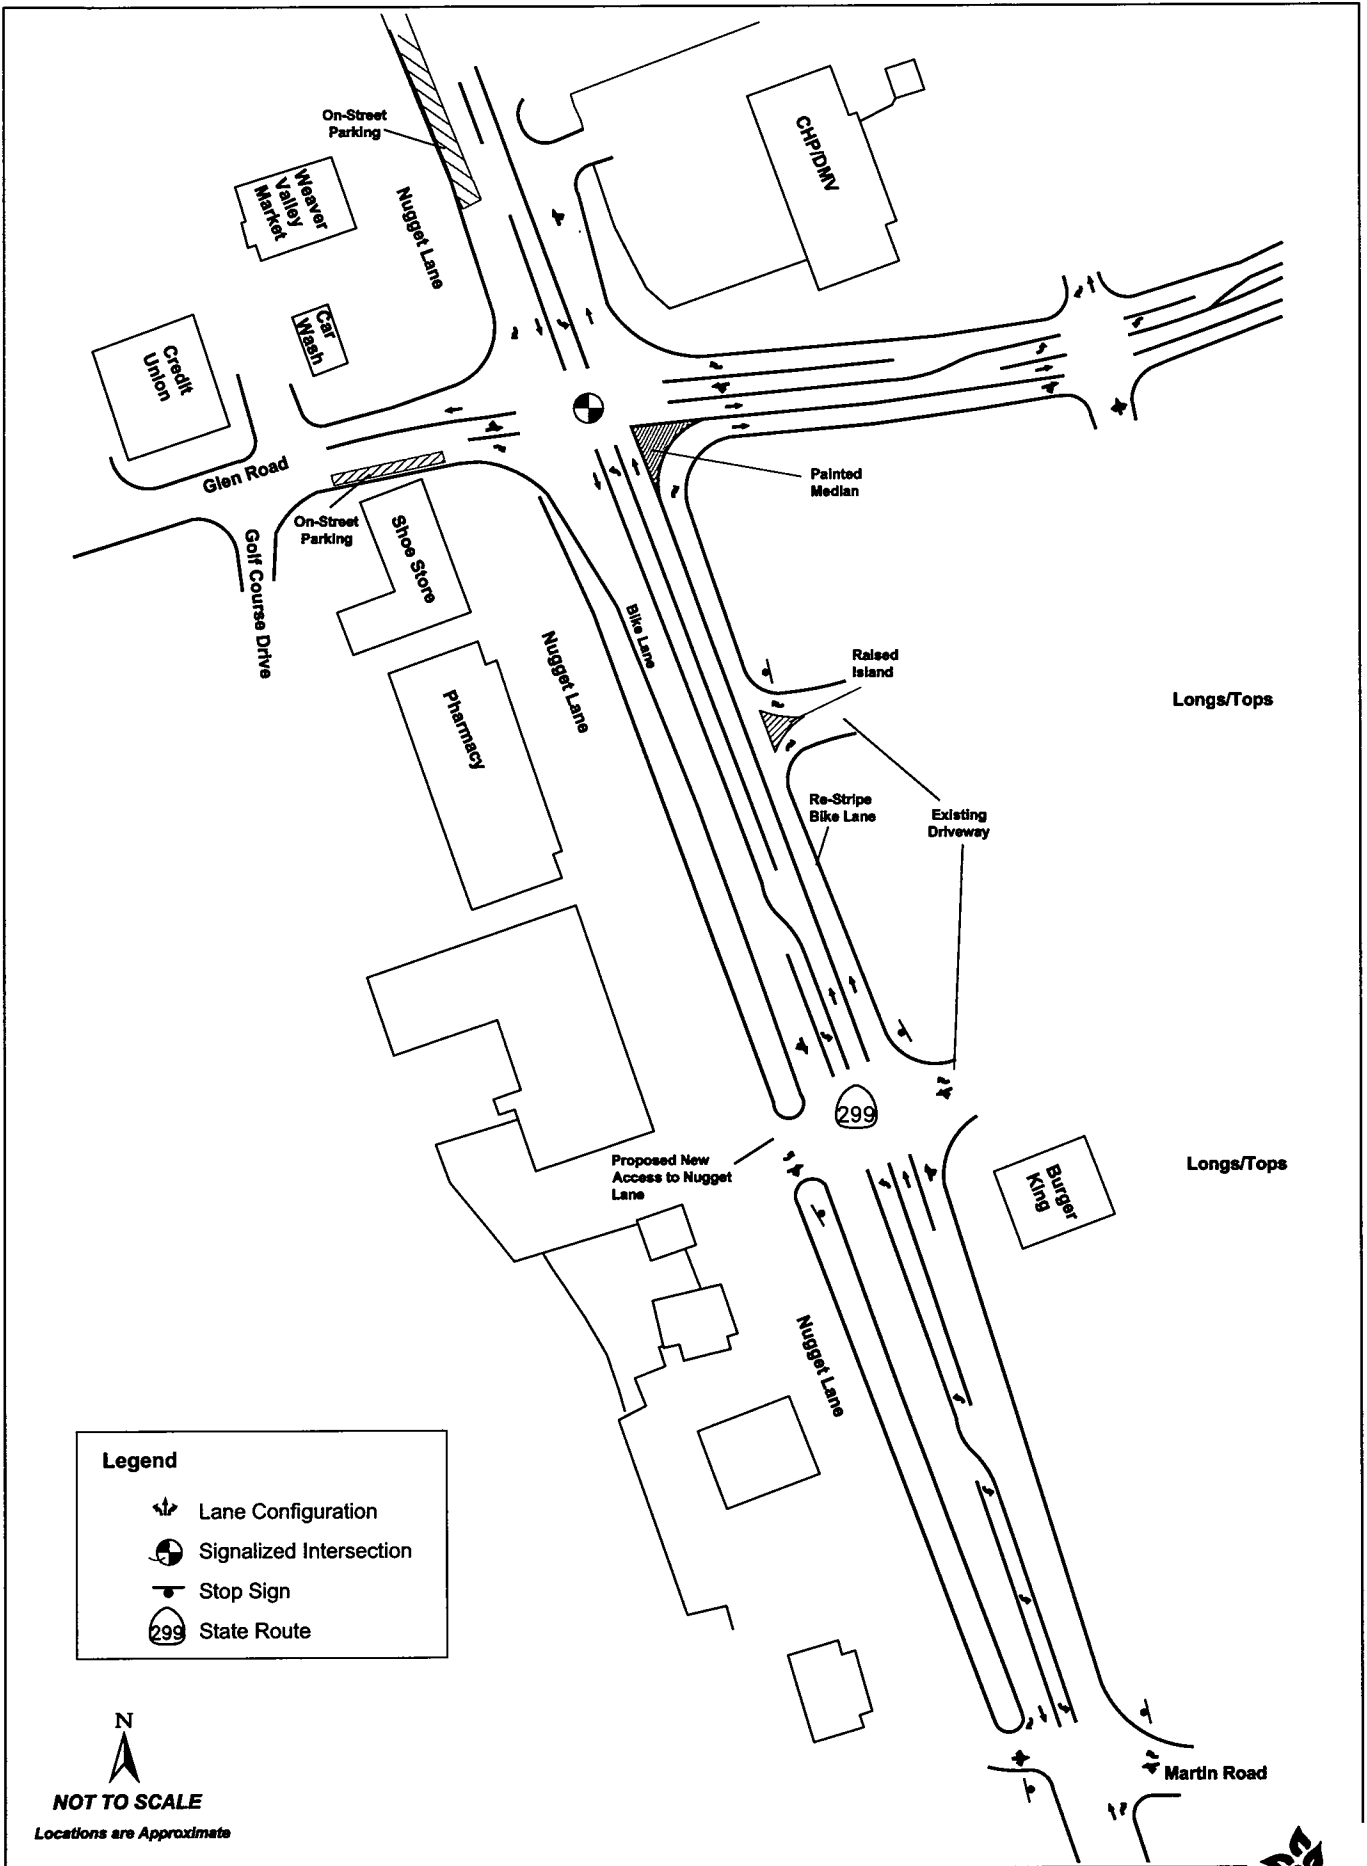 On-Street
Parking
CHP/DMV
Weaver
Valley
Market
Nugget Lane
Car
Wash
Credit
Union
Glen Road
On-Street
Parking
Painted
Median
Shoe Store
Golf Course Drive
Bike Lane
Nugget Lane
Raised
Island
Longs/Tops
Pharmacy
Re-Stripe
Bike Lane
Existing
Driveway
299
Proposed New
Access to Nugget
Lane
Burger
King
Longs/Tops
Nugget Lane
Legend
Lane Configuration
Signalized Intersection
Stop Sign
299 State Route
N
NOT TO SCALE
Locations are Approximate
Martin Road